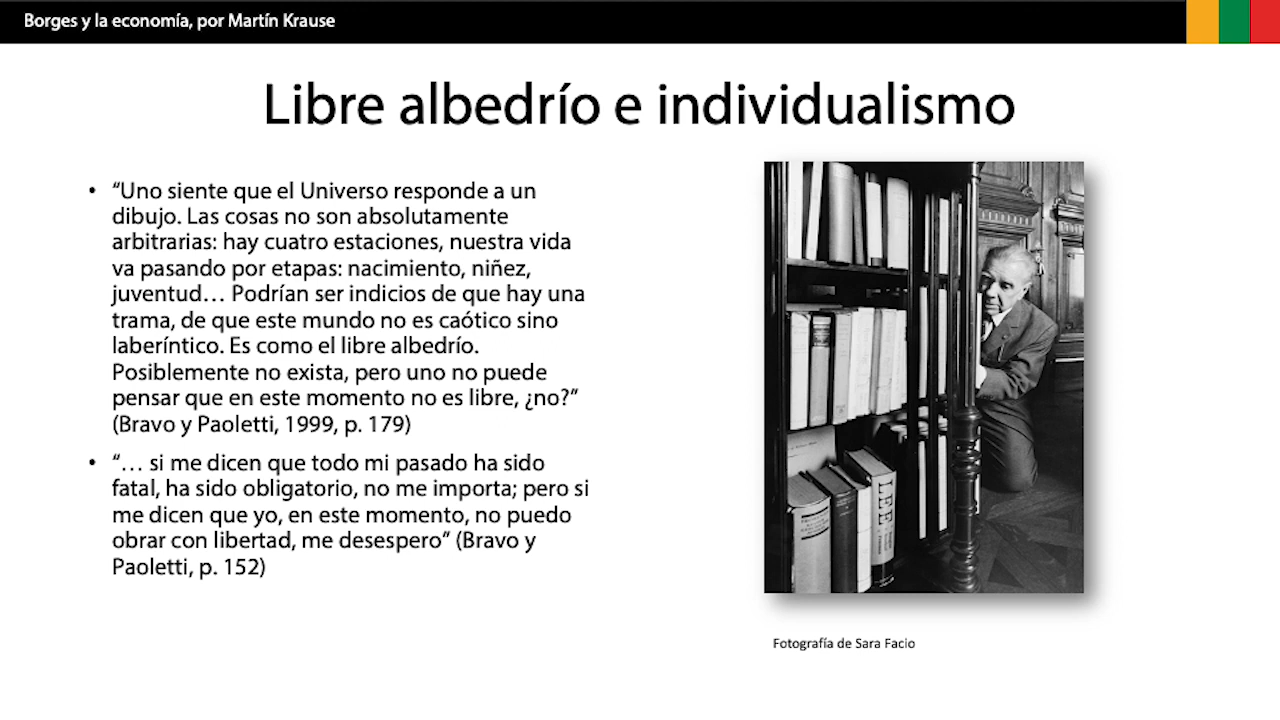 Borges y la economía, por Martín Krause
Libre albedrío e individualismo
• “Uno siente que el Universo responde a un
dibujo. Las cosas no son absolutamente
arbitrarias: hay cuatro estaciones, nuestra vida
va pasando por etapas: nacimiento, niñez,
juventud… Podrían ser indicios de que hay una
trama, de que este mundo no es caótico sino
laberíntico. Es como el libre albedrío.
Posiblemente no exista, pero uno no puede
pensar que en este momento no es libre, ¿no?”
(Bravo y Paoletti, 1999, p. 179)
• “… si me dicen que todo mi pasado ha sido
fatal, ha sido obligatorio, no me importa; pero si
me dicen que yo, en este momento, no puedo
obrar con libertad, me desespero” (Bravo y
Paoletti, p. 152)
LEE
Fotografía de Sara Facio